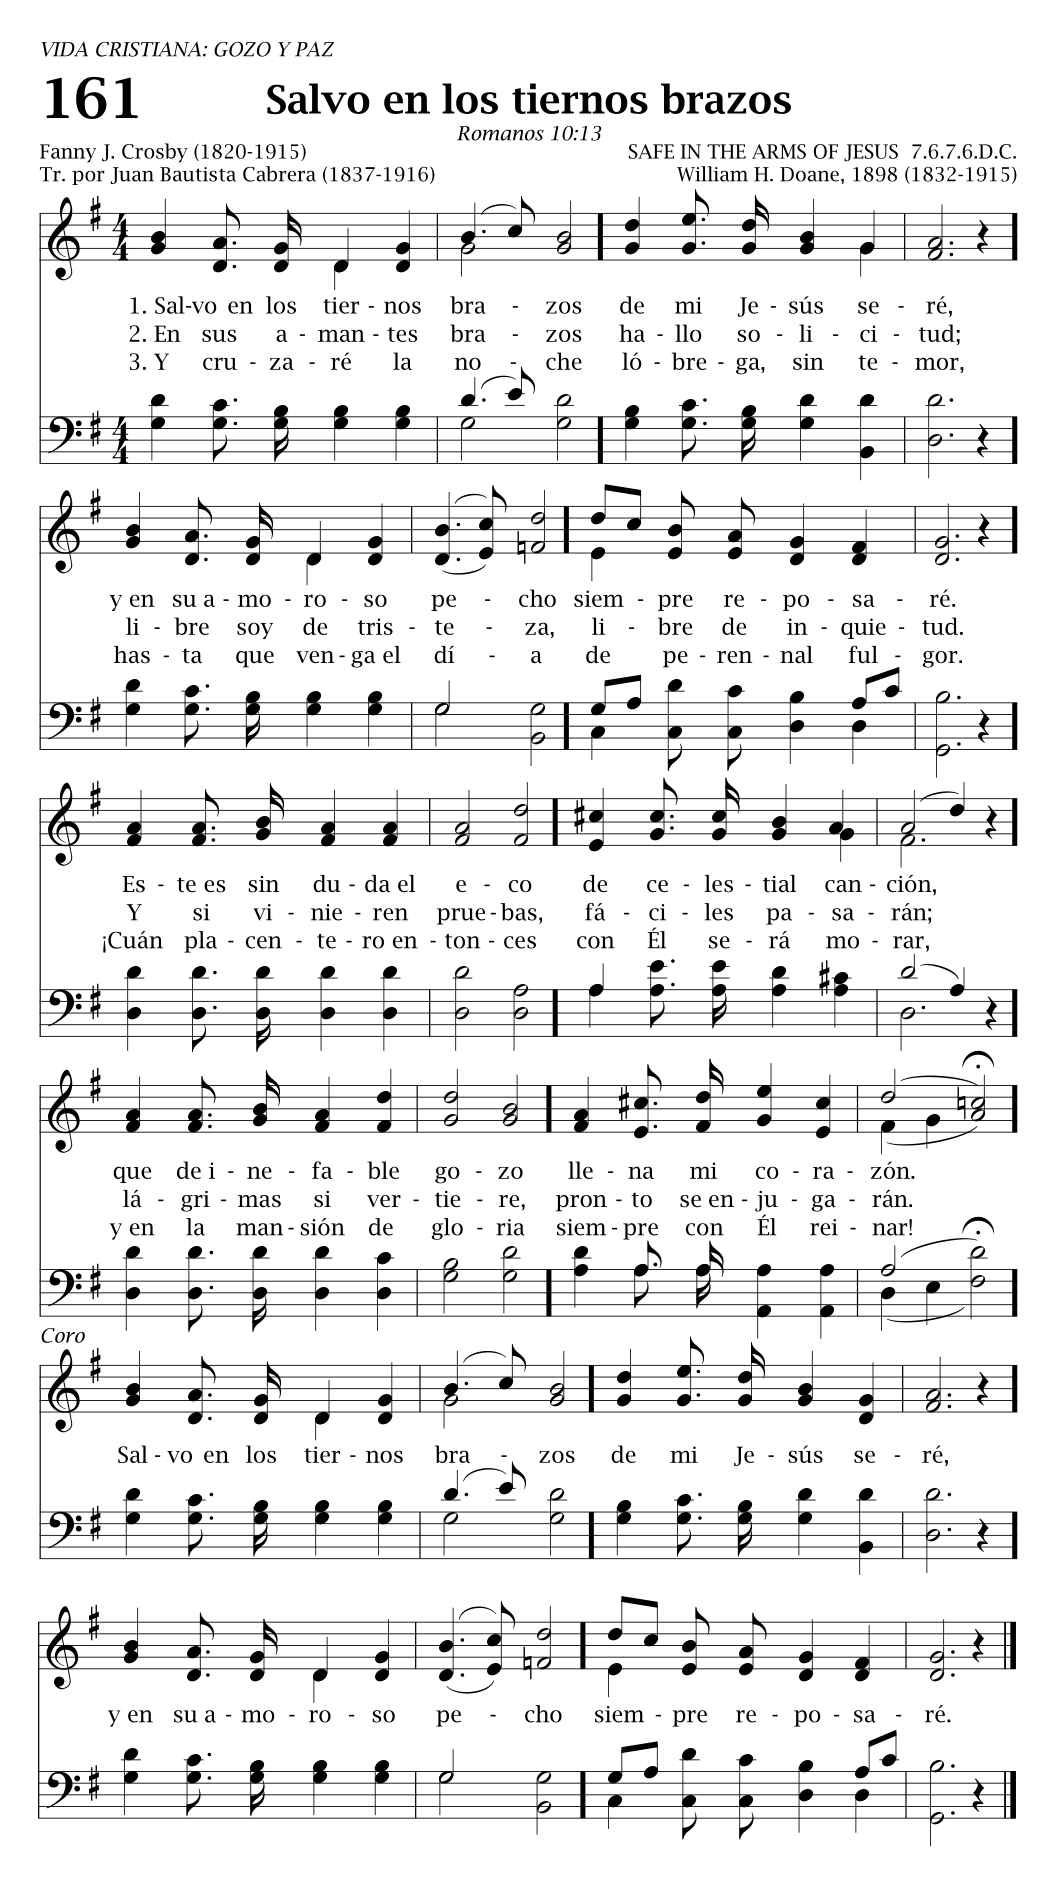 VIDA CRISTIANA: GOZO Y PAZ
161
Salvo en los tiernos brazos
Romanos 10:13
Fanny J. Crosby (1820-1915)
SAFE IN THE ARMS OF JESUS 7.6.7.6.D.C.
Tr. por Juan Bautista Cabrera (1837-1916)
William H. Doane, 1898 (1832-1915)
4 4
1. Sal-vo en los tier - nos bra - zos de mi Je - sús se - ré,
2. En sus a - man - tes bra - zos ha - llo so - li - ci - tud;
3. Y cru - za - ré la no - che ló - bre - ga, sin te - mor,
4 4
y en su a - mo - ro - so pe - cho siem - pre re - po - sa - ré.
li - bre soy de tris - te - za, li - bre de in - quie - tud.
has - ta que ven - ga el dí - a de pe - ren - nal ful - gor.
Es - te es sin du - da el e - co de ce - les - tial can - ción,
Y si vi - nie - ren prue - bas, fá - ci - les pa - sa - rán;
¡Cuán pla - cen - te - ro en - ton - ces con Él se - rá mo - rar,
que de i - ne - fa - ble go - zo lle - na mi co - ra - zón.
lá - gri - mas si ver - tie - re, pron - to se en - ju - ga - rán.
y en la man - sión de glo - ria siem - pre con Él rei - nar!
Coro
Sal - vo en los tier - nos bra - zos de mi Je - sús se - ré,
y en su a - mo - ro - so pe - cho siem - pre re - po - sa - ré.